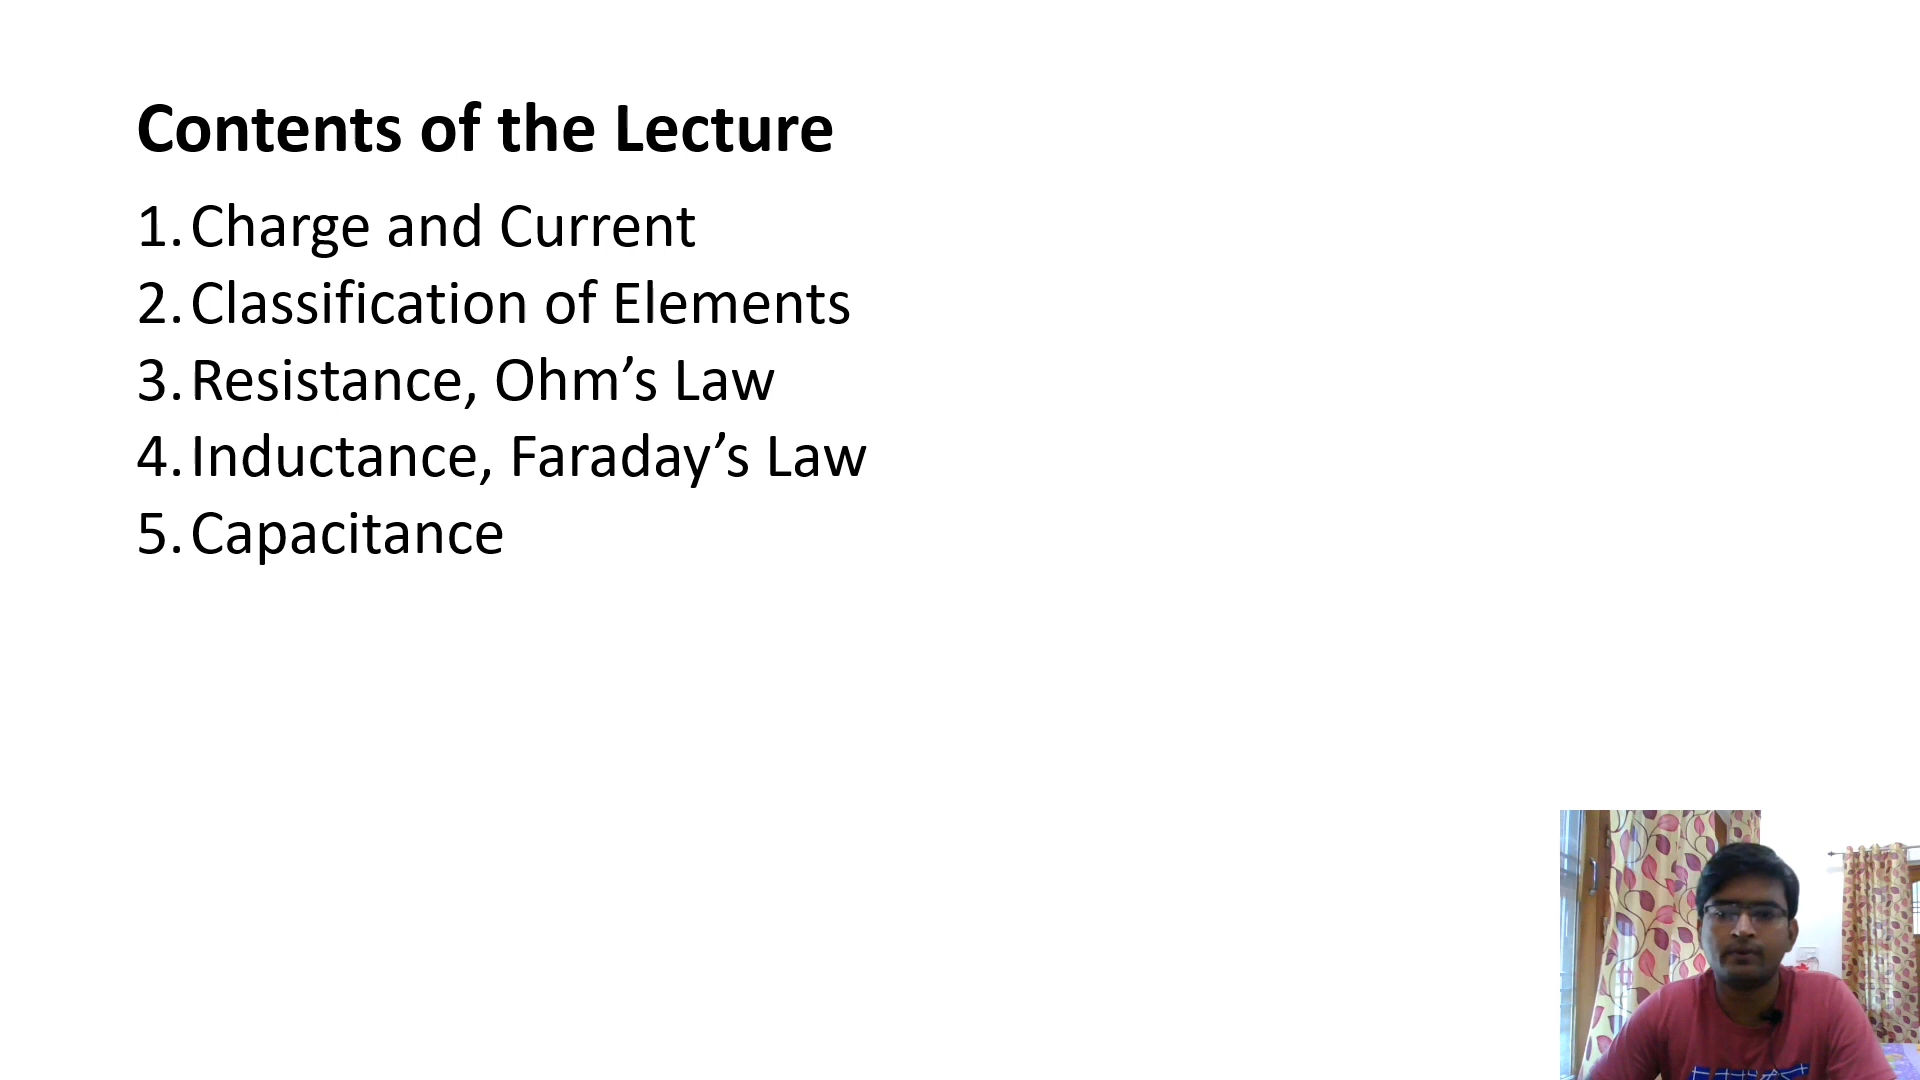 Contents of the Lecture
1. Charge and Current
2. Classification of Elements
3. Resistance, Ohm’s Law
4. Inductance, Faraday’s Law
5. Capacitance